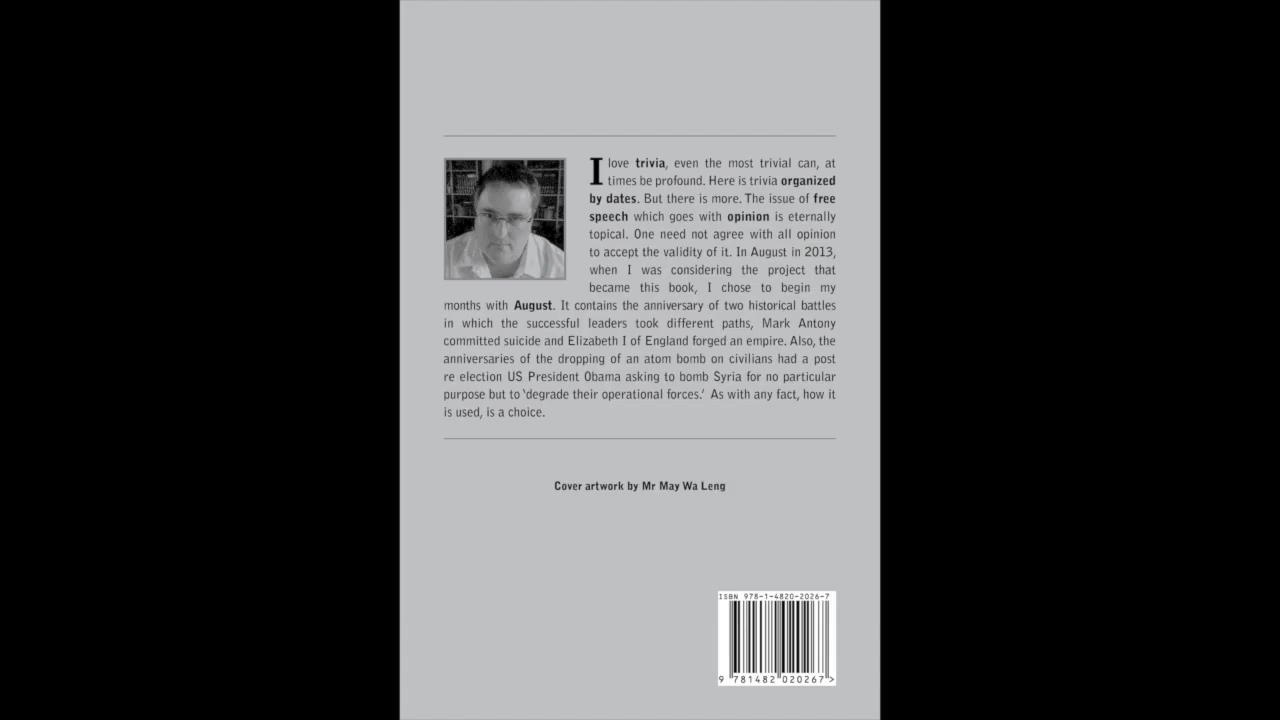 I love trivia, even the most trivial can, at
times be profound. Here is trivia organized
by dates. But there is more. The issue of free
speech which goes with opinion is eternally
topical. One need not agree with all opinion
to accept the validity of it. In August in 2013,
when I was considering the project that
became this book, I chose to begin my
months with August. It contains the anniversary of two historical battles
in which the successful leaders took different paths, Mark Antony
committed suicide and Elizabeth I of England forged an empire. Also, the
anniversaries of the dropping of an atom bomb on civilians had a post
re election US President Obama asking to bomb Syria for no particular
purpose but to ‘degrade their operational forces.’ As with any fact, how it
is used, is a choice.
Cover artwork by Mr May Wa Leng
ISBN 978-1-4820-2026-7
9 781482 020267 >